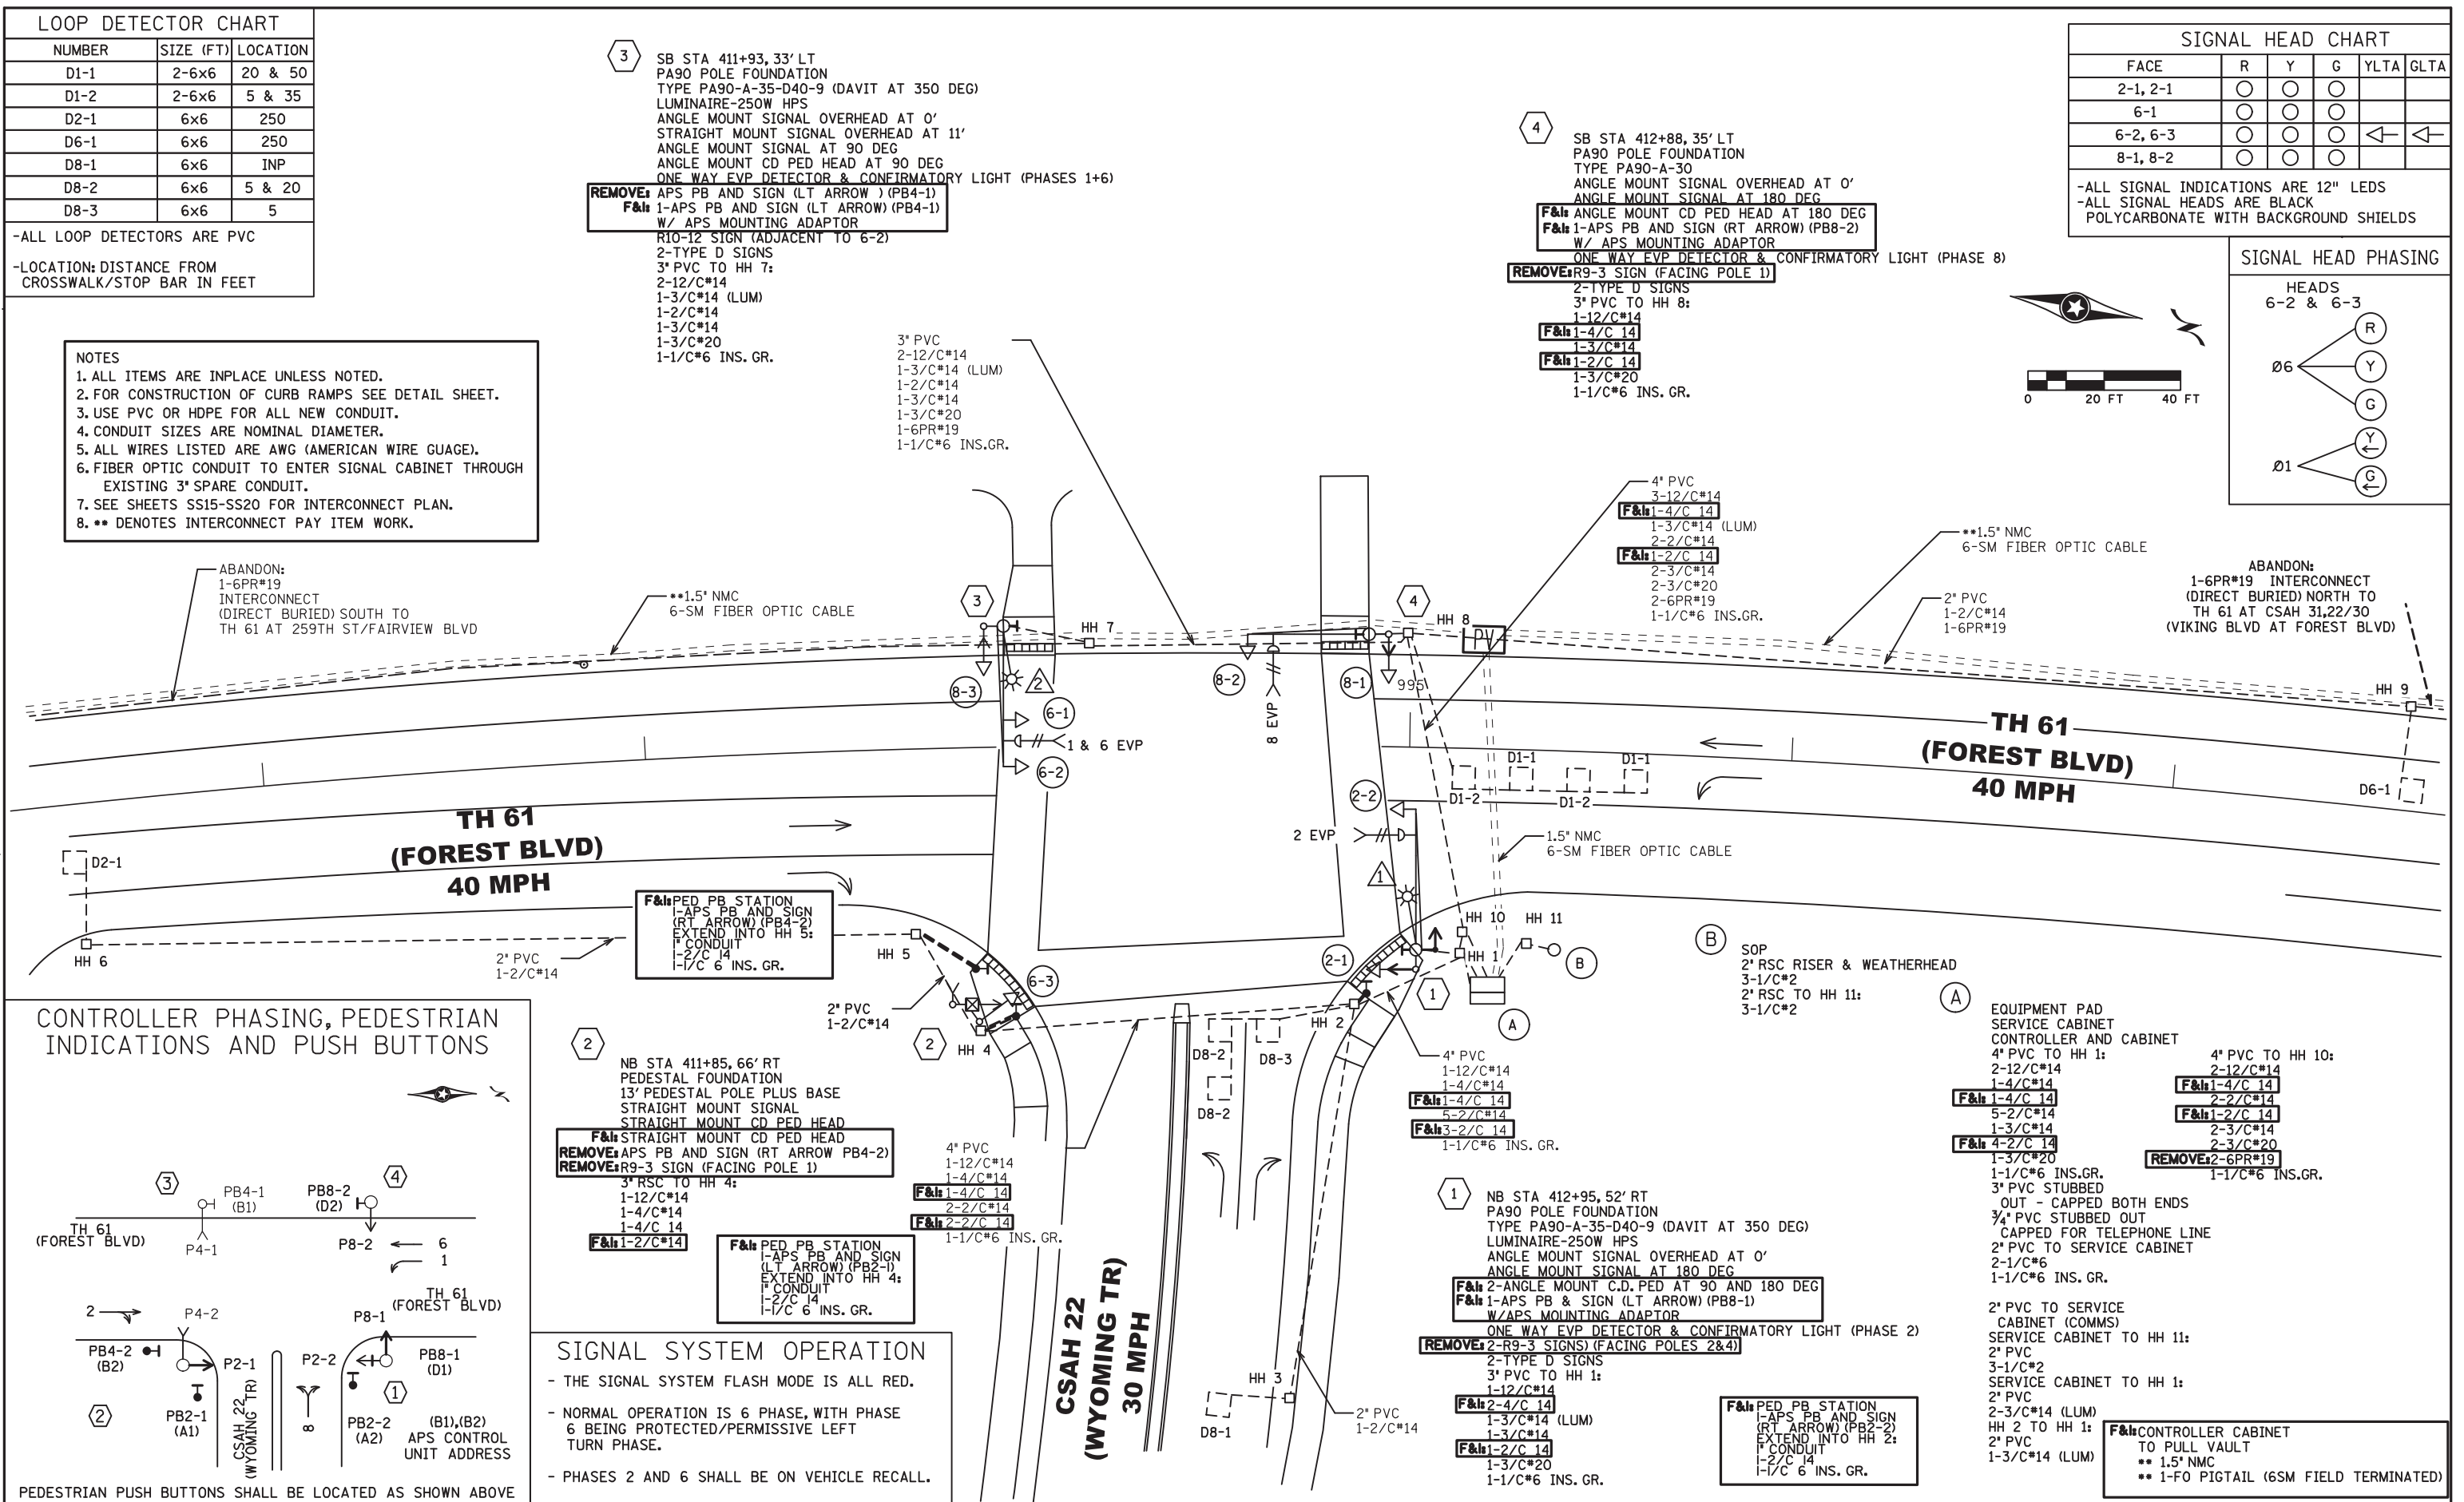 LOOP DETECTOR CHART
NUMBER SIZE (FT) LOCATION
D1-1 2-6x6 20 & 50
D1-2 2-6x6 5 & 35
D2-1 6x6 250
D6-1 6x6 250
D8-1 6x6 INP
D8-2 6x6 5 & 20
D8-3 6x6 5
-ALL LOOP DETECTORS ARE PVC
-LOCATION: DISTANCE FROM
CROSSWALK/STOP BAR IN FEET
3
SB STA 411+93, 33' LT
PA90 POLE FOUNDATION
TYPE PA90-A-35-D40-9 (DAVIT AT 350 DEG)
LUMINAIRE-250W HPS
ANGLE MOUNT SIGNAL OVERHEAD AT 0'
STRAIGHT MOUNT SIGNAL OVERHEAD AT 11'
ANGLE MOUNT SIGNAL AT 90 DEG
ANGLE MOUNT CD PED HEAD AT 90 DEG
ONE WAY EVP DETECTOR & CONFIRMATORY LIGHT (PHASES 1+6)
REMOVE: APS PB AND SIGN (LT ARROW ) (PB4-1)
F&I: 1-APS PB AND SIGN (LT ARROW) (PB4-1)
W/ APS MOUNTING ADAPTOR
R10-12 SIGN (ADJACENT TO 6-2)
2-TYPE D SIGNS
3" PVC TO HH 7:
2-12/C#14
1-3/C#14 (LUM)
1-2/C#14
1-3/C#14
1-3/C#20
1-1/C#6 INS. GR.
4
SB STA 412+88, 35' LT
PA90 POLE FOUNDATION
TYPE PA90-A-30
ANGLE MOUNT SIGNAL OVERHEAD AT 0'
ANGLE MOUNT SIGNAL AT 180 DEG
F&I: ANGLE MOUNT CD PED HEAD AT 180 DEG
F&I: 1-APS PB AND SIGN (RT ARROW) (PB8-2)
W/ APS MOUNTING ADAPTOR
ONE WAY EVP DETECTOR & CONFIRMATORY LIGHT (PHASE 8)
REMOVE: R9-3 SIGN (FACING POLE 1)
2-TYPE D SIGNS
3" PVC TO HH 8:
1-12/C#14
F&I: 1-4/C 14
1-3/C#14
F&I: 1-2/C 14
1-3/C#20
1-1/C#6 INS. GR.
SIGNAL HEAD CHART
FACE R Y G YLTA GLTA
2-1, 2-1
6-1
6-2, 6-3
8-1, 8-2
-ALL SIGNAL INDICATIONS ARE 12" LEDS
-ALL SIGNAL HEADS ARE BLACK
POLYCARBONATE WITH BACKGROUND SHIELDS
SIGNAL HEAD PHASING
HEADS
6-2 & 6-3
R
Ø6 Y
G
Y
Ø1
G
0 20 FT 40 FT
NOTES
1. ALL ITEMS ARE INPLACE UNLESS NOTED.
2. FOR CONSTRUCTION OF CURB RAMPS SEE DETAIL SHEET.
3. USE PVC OR HDPE FOR ALL NEW CONDUIT.
4. CONDUIT SIZES ARE NOMINAL DIAMETER.
5. ALL WIRES LISTED ARE AWG (AMERICAN WIRE GUAGE).
6. FIBER OPTIC CONDUIT TO ENTER SIGNAL CABINET THROUGH
EXISTING 3" SPARE CONDUIT.
7. SEE SHEETS SS15-SS20 FOR INTERCONNECT PLAN.
8. ** DENOTES INTERCONNECT PAY ITEM WORK.
3" PVC
2-12/C#14
1-3/C#14 (LUM)
1-2/C#14
1-3/C#14
1-3/C#20
1-6PR#19
1-1/C#6 INS.GR.
4" PVC
3-12/C#14
F&I: 1-4/C 14
1-3/C#14 (LUM)
2-2/C#14
F&I: 1-2/C 14
2-3/C#14
2-3/C#20
2-6PR#19
1-1/C#6 INS.GR.
ABANDON:
1-6PR#19
INTERCONNECT
(DIRECT BURIED) SOUTH TO
TH 61 AT 259TH ST/FAIRVIEW BLVD
**1.5" NMC
6-SM FIBER OPTIC CABLE
**1.5" NMC
6-SM FIBER OPTIC CABLE
2" PVC
1-2/C#14
1-6PR#19
ABANDON:
1-6PR#19 INTERCONNECT
(DIRECT BURIED) NORTH TO
TH 61 AT CSAH 31,22/30
(VIKING BLVD AT FOREST BLVD)
3
HH 7
4
HH 8
PV
HH 9
8-3
2
6-1
1 & 6 EVP
6-2
8-2
8 EVP
8-1
995
TH 61
(FOREST BLVD)
40 MPH
D1-1
D1-1
D1-2
D1-2
D6-1
2-2
2 EVP
1
1.5" NMC
6-SM FIBER OPTIC CABLE
TH 61
(FOREST BLVD)
40 MPH
D2-1
HH 6
2" PVC
1-2/C#14
F&I: PED PB STATION
1-APS PB AND SIGN
(RT ARROW) (PB4-2)
EXTEND INTO HH 5:
1" CONDUIT
1-2/C 14
1-1/C 6 INS. GR.
HH 5
2" PVC
1-2/C#14
6-3
2
HH 4
2-1
HH 10
HH 11
HH 1
B
1
A
HH 2
B
SOP
2" RSC RISER & WEATHERHEAD
3-1/C#2
2" RSC TO HH 11:
3-1/C#2
A
EQUIPMENT PAD
SERVICE CABINET
CONTROLLER AND CABINET
4" PVC TO HH 1:
2-12/C#14
1-4/C#14
F&I: 1-4/C 14
5-2/C#14
1-3/C#14
F&I: 4-2/C 14
1-3/C#20
1-1/C#6 INS.GR.
3" PVC STUBBED
OUT - CAPPED BOTH ENDS
3/4" PVC STUBBED OUT
CAPPED FOR TELEPHONE LINE
2" PVC TO SERVICE CABINET
2-1/C#6
1-1/C#6 INS. GR.
2" PVC TO SERVICE
CABINET (COMMS)
SERVICE CABINET TO HH 11:
2" PVC
3-1/C#2
SERVICE CABINET TO HH 1:
2" PVC
2-3/C#14 (LUM)
HH 2 TO HH 1:
2" PVC
1-3/C#14 (LUM)
4" PVC TO HH 10:
2-12/C#14
F&I: 1-4/C 14
2-2/C#14
F&I: 1-2/C 14
2-3/C#14
2-3/C#20
REMOVE: 2-6PR#19
1-1/C#6 INS.GR.
F&I: CONTROLLER CABINET
TO PULL VAULT
** 1.5" NMC
** 1-FO PIGTAIL (6SM FIELD TERMINATED)
2
NB STA 411+85, 66' RT
PEDESTAL FOUNDATION
13' PEDESTAL POLE PLUS BASE
STRAIGHT MOUNT SIGNAL
STRAIGHT MOUNT CD PED HEAD
F&I: STRAIGHT MOUNT CD PED HEAD
REMOVE: APS PB AND SIGN (RT ARROW PB4-2)
REMOVE: R9-3 SIGN (FACING POLE 1)
3" RSC TO HH 4:
1-12/C#14
1-4/C#14
1-4/C 14
F&I: 1-2/C#14
F&I: PED PB STATION
1-APS PB AND SIGN
(LT ARROW) (PB2-1)
EXTEND INTO HH 4:
1" CONDUIT
1-2/C 14
1-1/C 6 INS. GR.
4" PVC
1-12/C#14
1-4/C#14
F&I: 1-4/C 14
2-2/C#14
F&I: 2-2/C 14
1-1/C#6 INS. GR.
D8-2
D8-3
D8-2
CSAH 22
(WYOMING TR)
30 MPH
HH 3
D8-1
2" PVC
1-2/C#14
4" PVC
1-12/C#14
1-4/C#14
F&I: 1-4/C 14
5-2/C#14
F&I: 3-2/C 14
1-1/C#6 INS. GR.
1
NB STA 412+95, 52' RT
PA90 POLE FOUNDATION
TYPE PA90-A-35-D40-9 (DAVIT AT 350 DEG)
LUMINAIRE-250W HPS
ANGLE MOUNT SIGNAL OVERHEAD AT 0'
ANGLE MOUNT SIGNAL AT 180 DEG
F&I: 2-ANGLE MOUNT C.D. PED AT 90 AND 180 DEG
F&I: 1-APS PB & SIGN (LT ARROW) (PB8-1)
W/APS MOUNTING ADAPTOR
ONE WAY EVP DETECTOR & CONFIRMATORY LIGHT (PHASE 2)
REMOVE: 2-R9-3 SIGNS) (FACING POLES 2&4)
2-TYPE D SIGNS
3" PVC TO HH 1:
1-12/C#14
F&I: 2-4/C 14
1-3/C#14 (LUM)
1-3/C#14
F&I: 1-2/C 14
1-3/C#20
1-1/C#6 INS. GR.
F&I: PED PB STATION
1-APS PB AND SIGN
(RT ARROW) (PB2-2)
EXTEND INTO HH 2:
1" CONDUIT
1-2/C 14
1-1/C 6 INS. GR.
CONTROLLER PHASING, PEDESTRIAN
INDICATIONS AND PUSH BUTTONS
3
PB4-1
(B1)
PB8-2
(D2)
4
TH 61
(FOREST BLVD)
P4-1
P8-2
6
1
2
P4-2
TH 61
(FOREST BLVD)
P8-1
PB4-2
(B2)
P2-1
P2-2
PB8-1
(D1)
2
PB2-1
(A1)
CSAH 22
(WYOMING TR)
8
1
PB2-2
(A2)
(B1),(B2)
APS CONTROL
UNIT ADDRESS
PEDESTRIAN PUSH BUTTONS SHALL BE LOCATED AS SHOWN ABOVE
SIGNAL SYSTEM OPERATION
- THE SIGNAL SYSTEM FLASH MODE IS ALL RED.
- NORMAL OPERATION IS 6 PHASE, WITH PHASE
6 BEING PROTECTED/PERMISSIVE LEFT
TURN PHASE.
- PHASES 2 AND 6 SHALL BE ON VEHICLE RECALL.